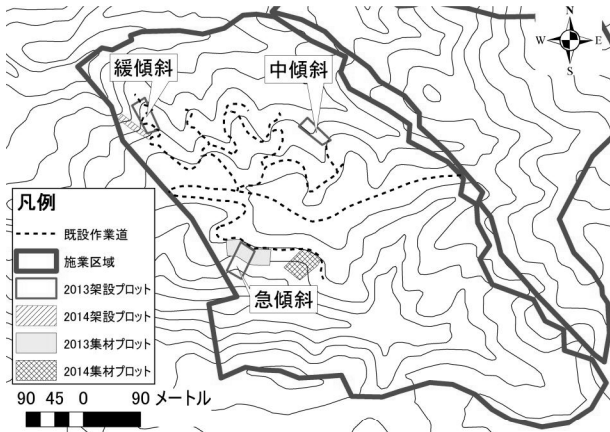 N
W E
S
緩傾斜
中傾斜
急傾斜
凡例
既設作業道
施業区域
2013架設プロット
2014架設プロット
2013集材プロット
2014集材プロット
90 45 0 90 メートル